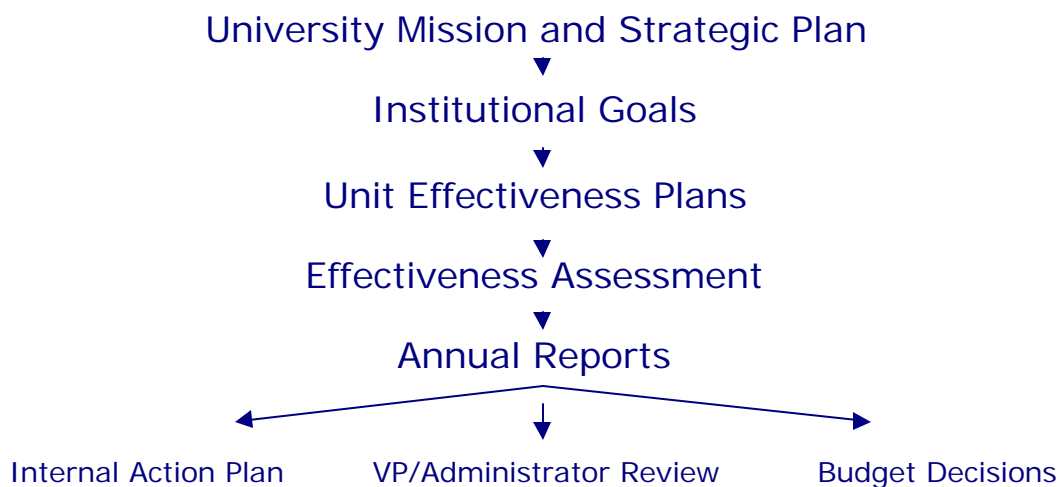 University Mission and Strategic Plan
Institutional Goals
Unit Effectiveness Plans
Effectiveness Assessment
Annual Reports
Internal Action Plan
VP/Administrator Review
Budget Decisions